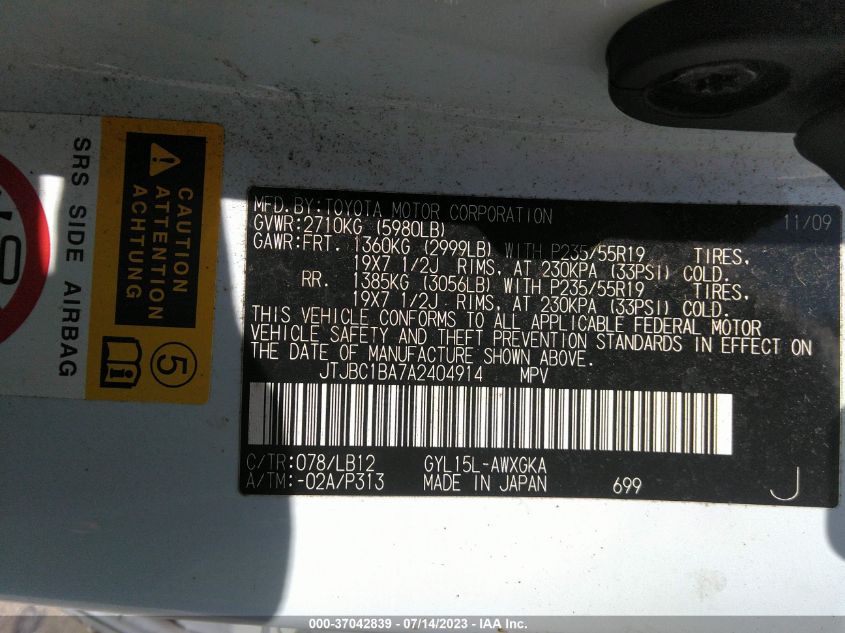 MFD.BY:TOYOTA MOTOR CORPORATION 11/09
GVWR:2710KG (5980LB)
GAWR:FRT. 1360KG (2999LB) WITH P235/55R19 TIRES,
19X7 1/2J RIMS, AT 230KPA (33PSI) COLD.
RR. 1385KG (3056LB) WITH P235/55R19 TIRES,
19X7 1/2J RIMS, AT 230KPA (33PSI) COLD.
THIS VEHICLE CONFORMS TO ALL APPLICABLE FEDERAL MOTOR
VEHICLE SAFETY AND THEFT PREVENTION STANDARDS IN EFFECT ON
THE DATE OF MANUFACTURE SHOWN ABOVE.
JTJBC1BA7A2404914 MPV
C/TR:078/LB12 GYL15L-AWXGKA
A/TM:-02A/P313 MADE IN JAPAN 699 J
CAUTION
ATTENTION
ACHTUNG
5
SRS SIDE AIRBAG
000-37042839 - 07/14/2023 - IAA Inc.